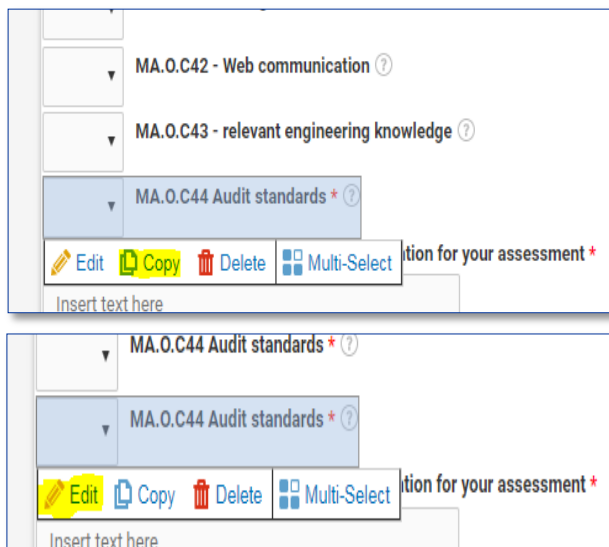 MA.O.C42 - Web communication ?
MA.O.C43 - relevant engineering knowledge ?
MA.O.C44 Audit standards * ?
Edit Copy Delete Multi-Select tion for your assessment *
Insert text here
MA.O.C44 Audit standards * ?
MA.O.C44 Audit standards * ?
Edit Copy Delete Multi-Select tion for your assessment *
Insert text here